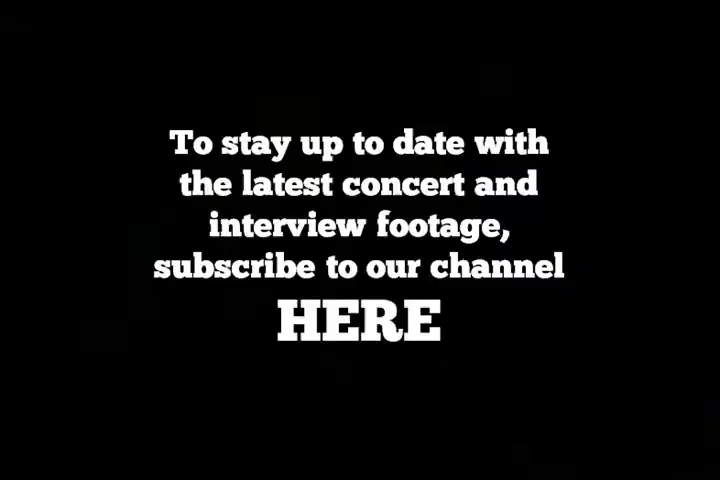 To stay up to date with
the latest concert and
interview footage,
subscribe to our channel
HERE